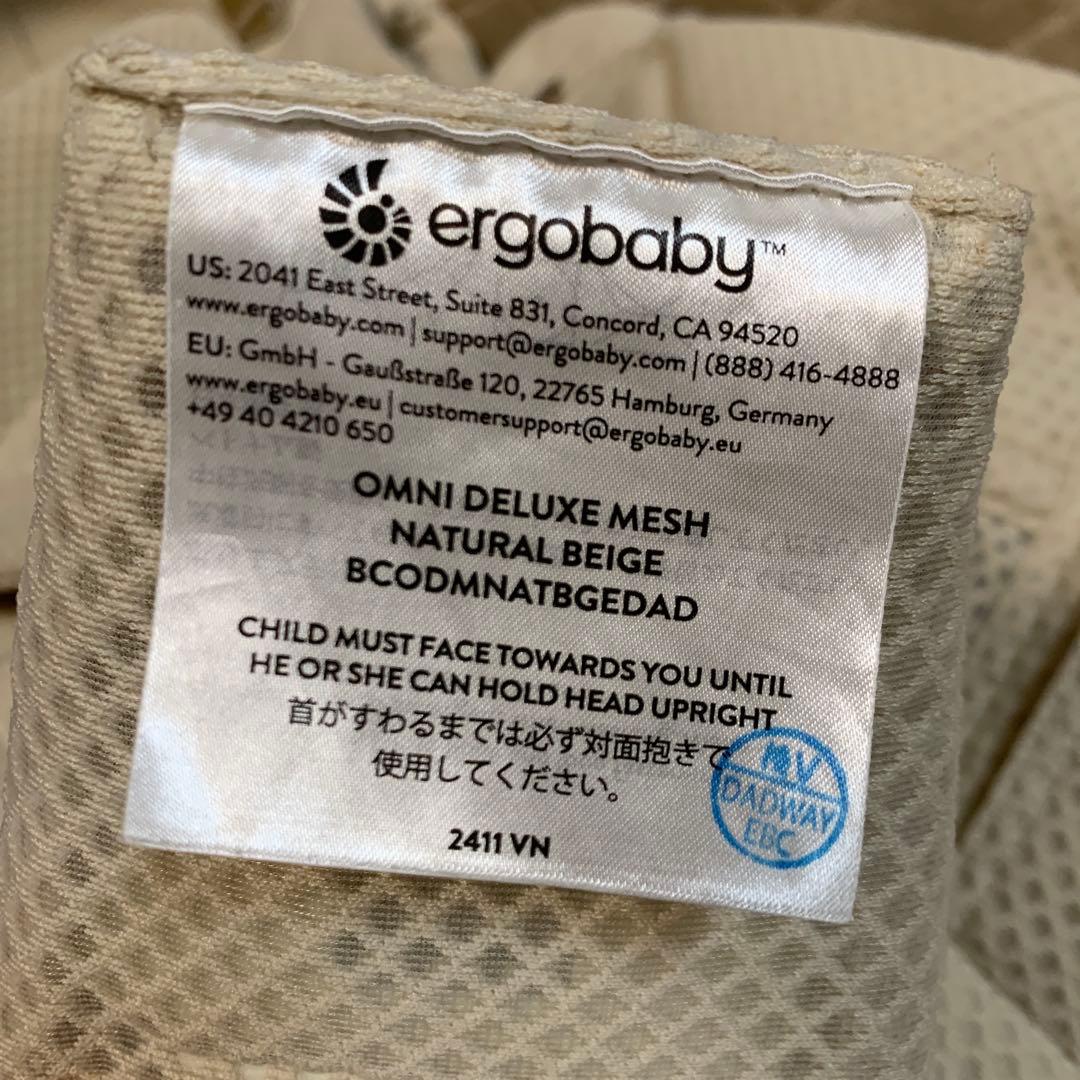 ergobaby™
US: 2041 East Street, Suite 831, Concord, CA 94520
www.ergobaby.com | support@ergobaby.com | (888) 416-4888
EU: GmbH - Gaußstraße 120, 22765 Hamburg, Germany
www.ergobaby.eu | customersupport@ergobaby.eu
+49 40 4210 650
OMNI DELUXE MESH
NATURAL BEIGE
BCODMNATBGEDAD
CHILD MUST FACE TOWARDS YOU UNTIL
HE OR SHE CAN HOLD HEAD UPRIGHT
首がすわるまでは必ず対面抱きで
使用してください。
2411 VN
DADWAY
EBC